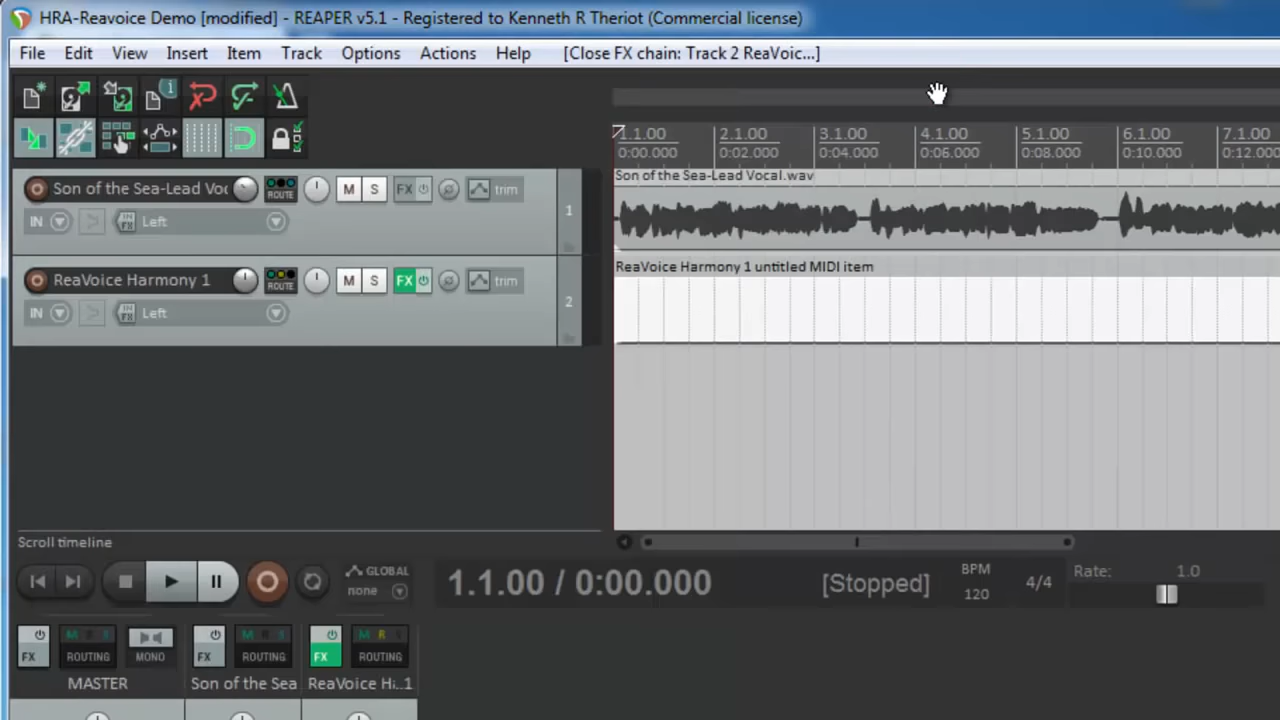 HRA-Reavoice Demo [modified] - REAPER v5.1 - Registered to Kenneth R Theriot (Commercial license)
File Edit View Insert Item Track Options Actions Help [Close FX chain: Track 2 ReaVoic...]
1.1.00 2.1.00 3.1.00 4.1.00 5.1.00 6.1.00 7.1.00
0:00.000 0:02.000 0:04.000 0:06.000 0:08.000 0:10.000 0:12.000
Son of the Sea-Lead Vocal.wav
Son of the Sea-Lead Voc ROUTE M S FX trim
1
IN IN FX Left
ReaVoice Harmony 1 untitled MIDI item
ReaVoice Harmony 1 ROUTE M S FX trim
2
IN IN FX Left
Scroll timeline
GLOBAL
none
1.1.00 / 0:00.000 [Stopped]
BPM
120
4/4
Rate: 1.0
FX M R S ROUTING MONO FX M R S ROUTING FX M R S ROUTING
MASTER Son of the Sea ReaVoice H...1